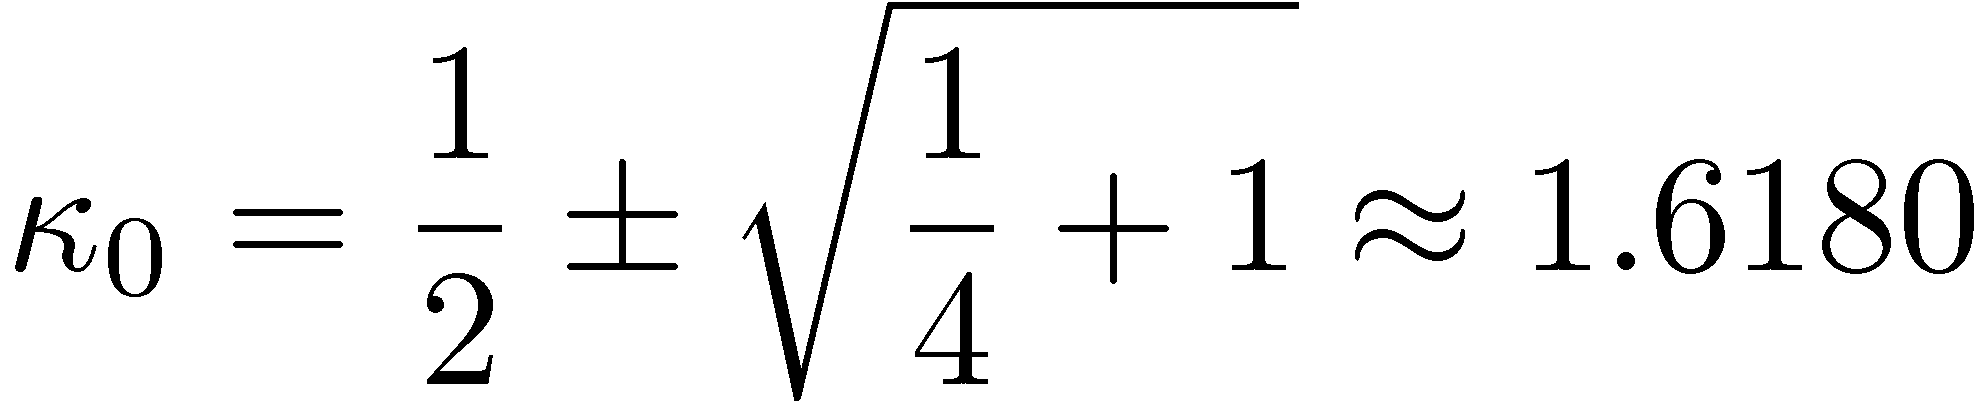 κ₀ = 1/2 ± √(1/4 + 1) ≈ 1.6180